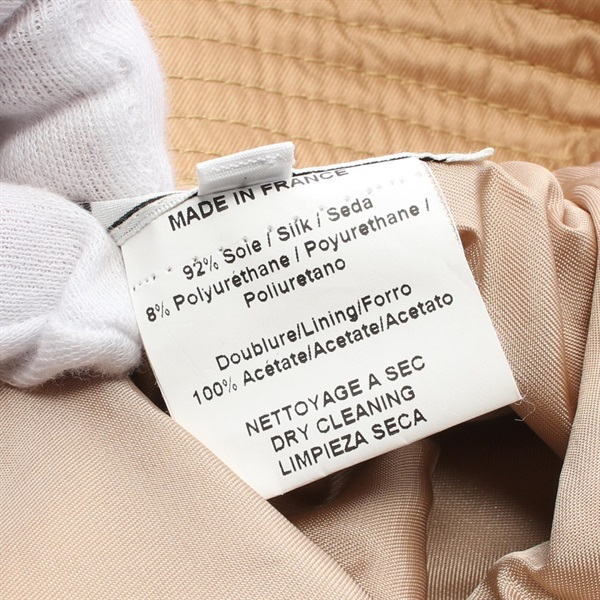 MADE IN FRANCE
92% Soie / Silk / Seda
8% Polyuréthane / Poyurethane /
Poliuretano
Doublure/Lining/Forro
100% Acétate/Acetate/Acetato
NETTOYAGE A SEC
DRY CLEANING
LIMPIEZA SECA